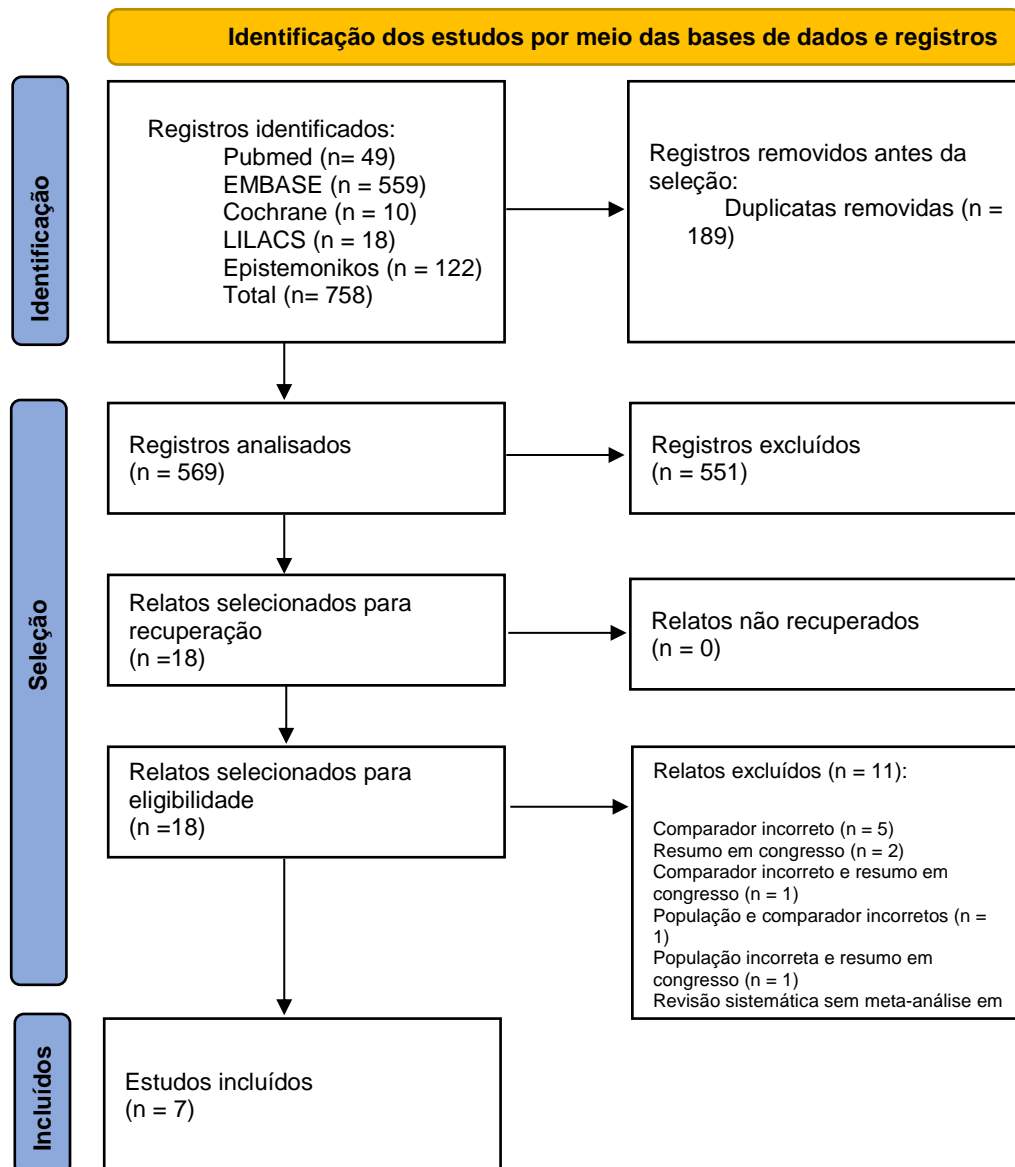 Identificação dos estudos por meio das bases de dados e registros
Identificação
Registros identificados:
Pubmed (n= 49)
EMBASE (n = 559)
Cochrane (n = 10)
LILACS (n = 18)
Epistemonikos (n = 122)
Total (n= 758)
Registros removidos antes da
seleção:
Duplicatas removidas (n =
189)
Seleção
Registros analisados
(n = 569)
Registros excluídos
(n = 551)
Relatos selecionados para
recuperação
(n =18)
Relatos não recuperados
(n = 0)
Relatos selecionados para
eligibilidade
(n =18)
Relatos excluídos (n = 11):
Comparador incorreto (n = 5)
Resumo em congresso (n = 2)
Comparador incorreto e resumo em
congresso (n = 1)
População e comparador incorretos (n =
1)
População incorreta e resumo em
congresso (n = 1)
Revisão sistemática sem meta-análise em
Incluídos
Estudos incluídos
(n = 7)